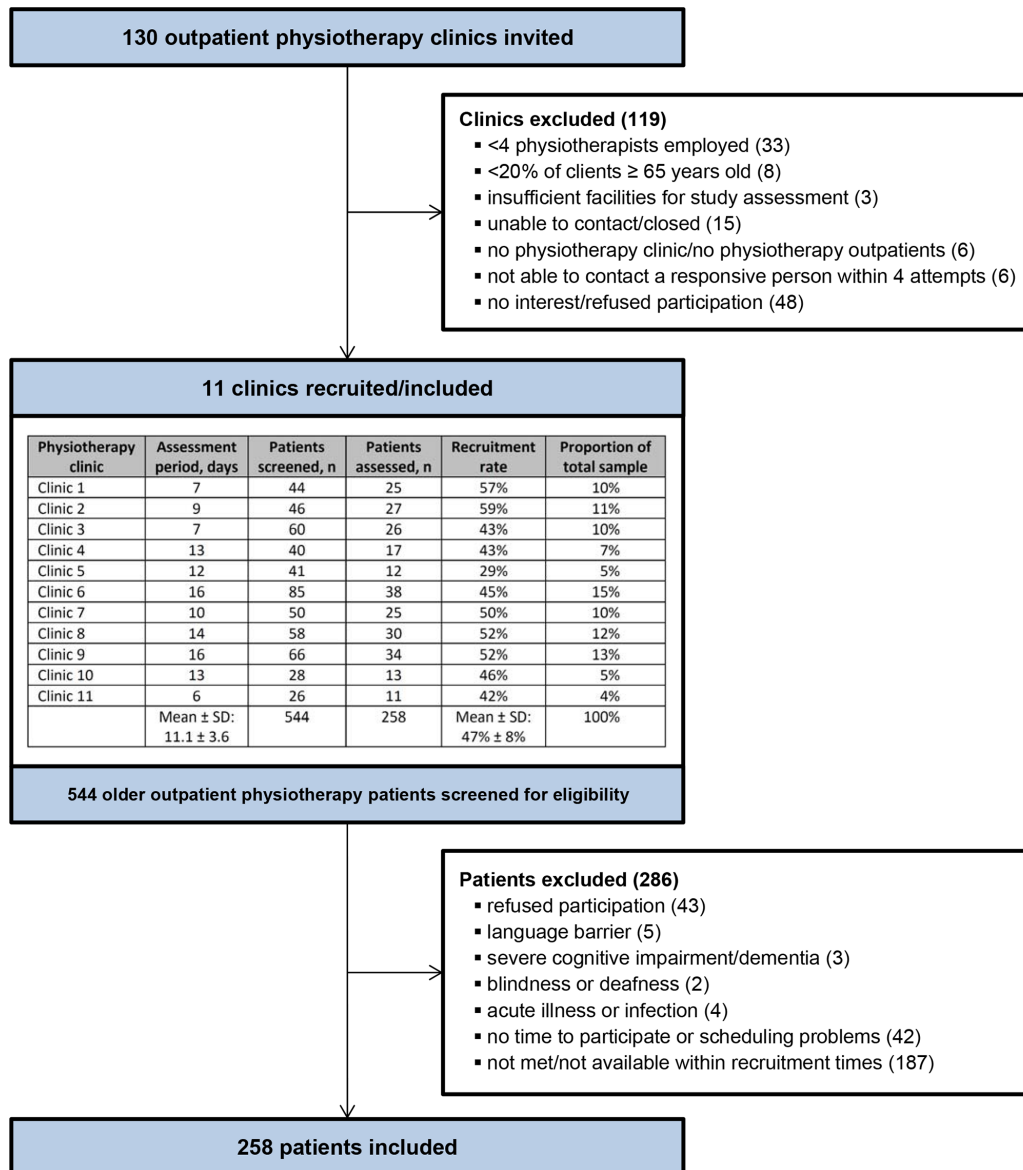 130 outpatient physiotherapy clinics invited
Clinics excluded (119)
▪ <4 physiotherapists employed (33)
▪ <20% of clients ≥ 65 years old (8)
▪ insufficient facilities for study assessment (3)
▪ unable to contact/closed (15)
▪ no physiotherapy clinic/no physiotherapy outpatients (6)
▪ not able to contact a responsive person within 4 attempts (6)
▪ no interest/refused participation (48)
11 clinics recruited/included
Physiotherapy clinic Assessment period, days Patients screened, n Patients assessed, n Recruitment rate Proportion of total sample
Clinic 1 7 44 25 57% 10%
Clinic 2 9 46 27 59% 11%
Clinic 3 7 60 26 43% 10%
Clinic 4 13 40 17 43% 7%
Clinic 5 12 41 12 29% 5%
Clinic 6 16 85 38 45% 15%
Clinic 7 10 50 25 50% 10%
Clinic 8 14 58 30 52% 12%
Clinic 9 16 66 34 52% 13%
Clinic 10 13 28 13 46% 5%
Clinic 11 6 26 11 42% 4%
Mean ± SD: 11.1 ± 3.6 544 258 Mean ± SD: 47% ± 8% 100%
544 older outpatient physiotherapy patients screened for eligibility
Patients excluded (286)
▪ refused participation (43)
▪ language barrier (5)
▪ severe cognitive impairment/dementia (3)
▪ blindness or deafness (2)
▪ acute illness or infection (4)
▪ no time to participate or scheduling problems (42)
▪ not met/not available within recruitment times (187)
258 patients included